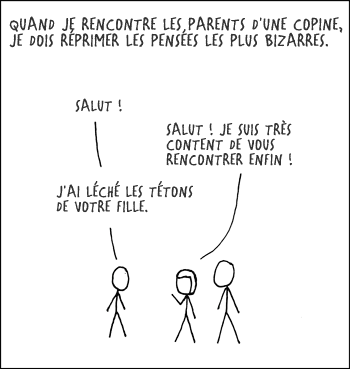 QUAND JE RENCONTRE LES PARENTS D'UNE COPINE,
JE DOIS RÉPRIMER LES PENSÉES LES PLUS BIZARRES.
SALUT !
SALUT ! JE SUIS TRÈS
CONTENT DE VOUS
RENCONTRER ENFIN !
J'AI LÉCHÉ LES TÉTONS
DE VOTRE FILLE.